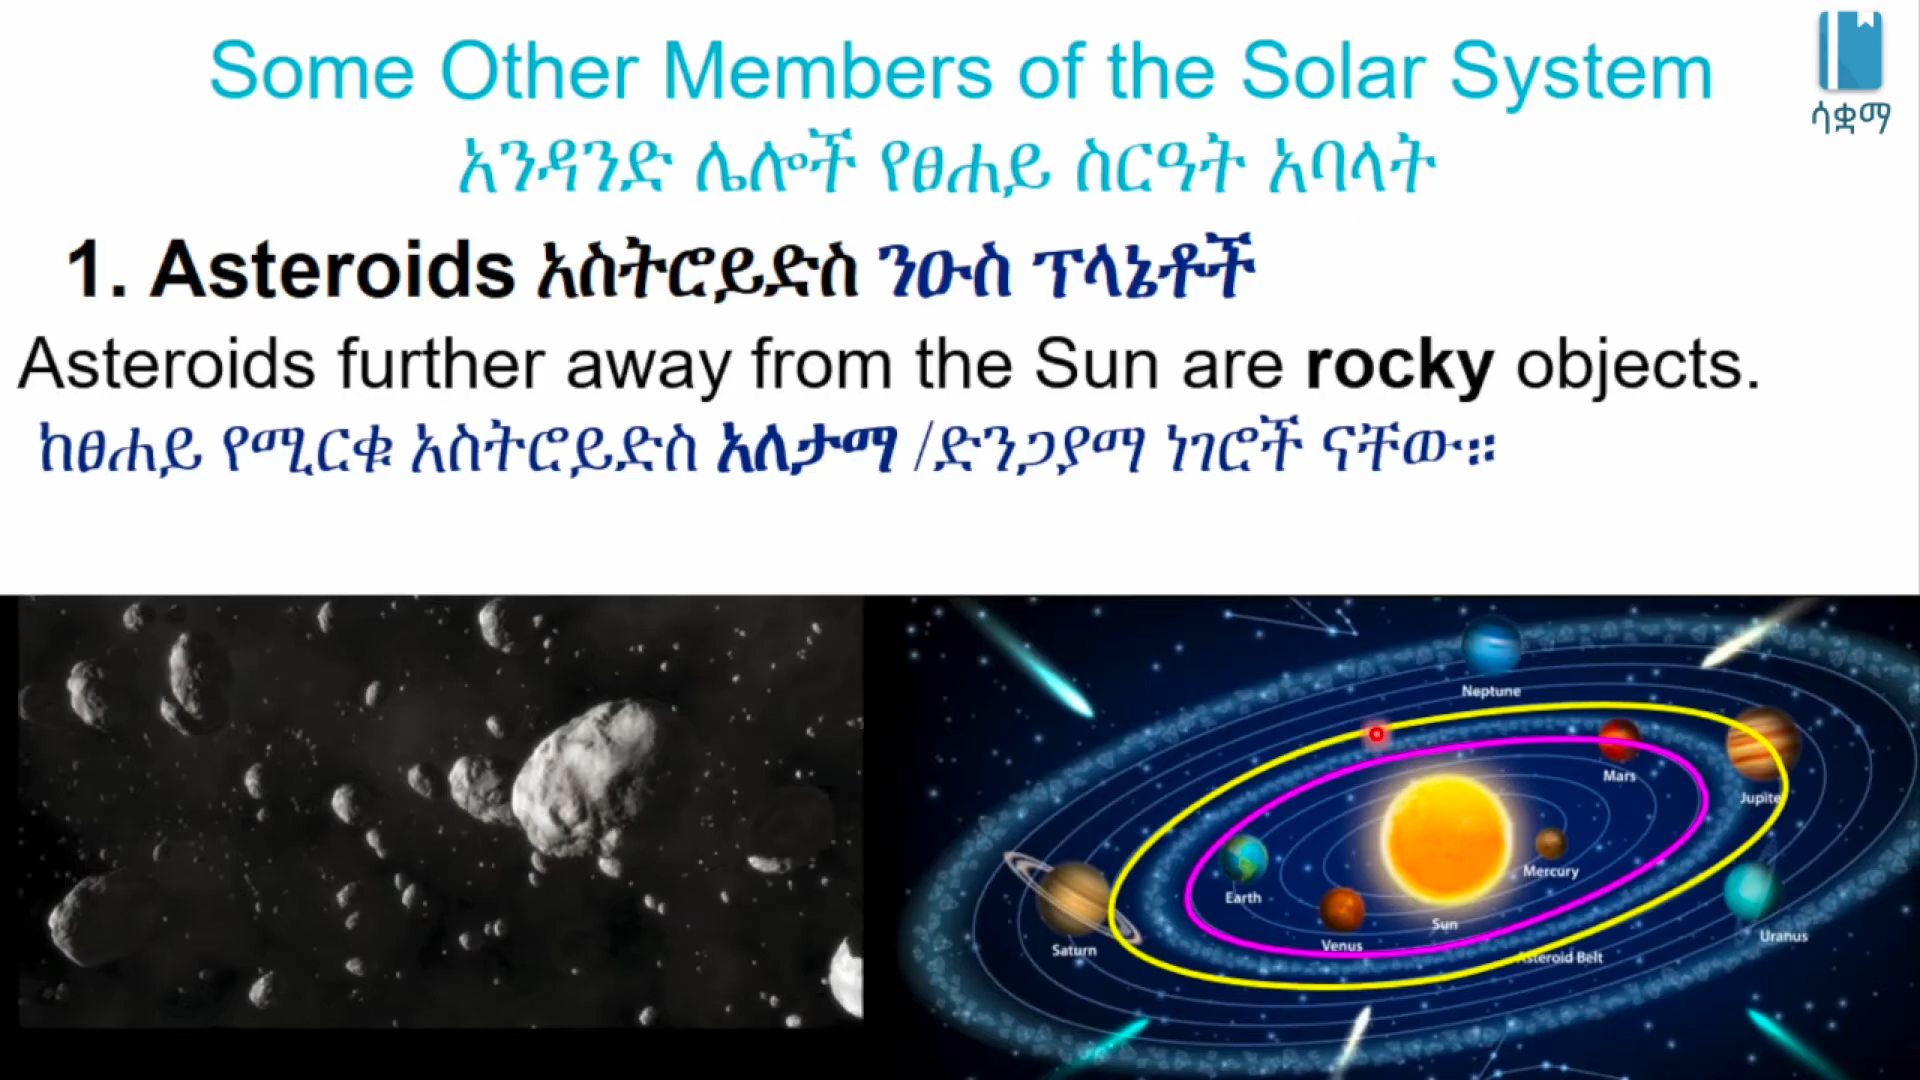 Some Other Members of the Solar System
ሳቋማ
አንዳንድ ሌሎች የፀሐይ ስርዓት አባላት
1. Asteroids አስትሮይድስ ንዑስ ፕላኔቶች
Asteroids further away from the Sun are rocky objects.
ከፀሐይ የሚርቁ አስትሮይድስ አለታማ /ድንጋያማ ነገሮች ናቸው።
Neptune
Mars
Jupite
Mercury
Earth
Sun
Venus
Uranus
Saturn
Asteroid Belt